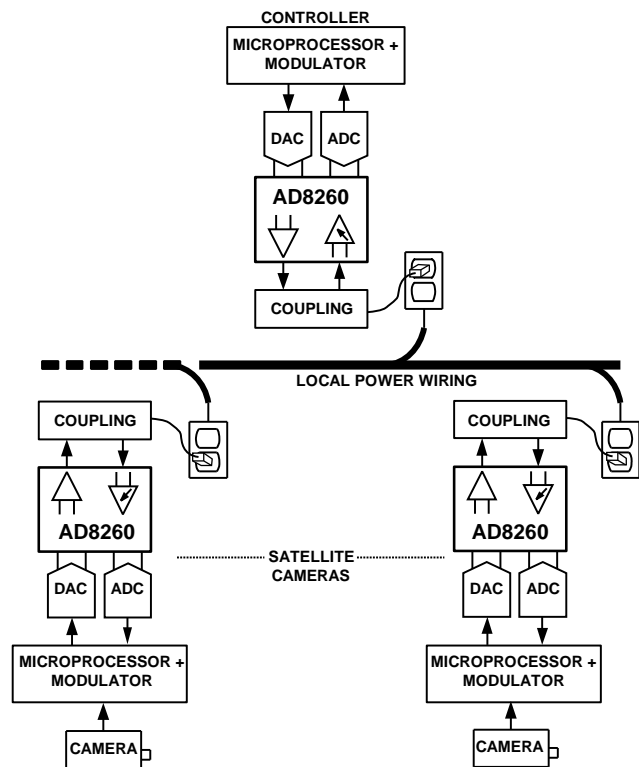 CONTROLLER
MICROPROCESSOR +
MODULATOR
DAC
ADC
AD8260
COUPLING
LOCAL POWER WIRING
COUPLING
AD8260
DAC
ADC
MICROPROCESSOR +
MODULATOR
CAMERA
SATELLITE
CAMERAS
COUPLING
AD8260
DAC
ADC
MICROPROCESSOR +
MODULATOR
CAMERA